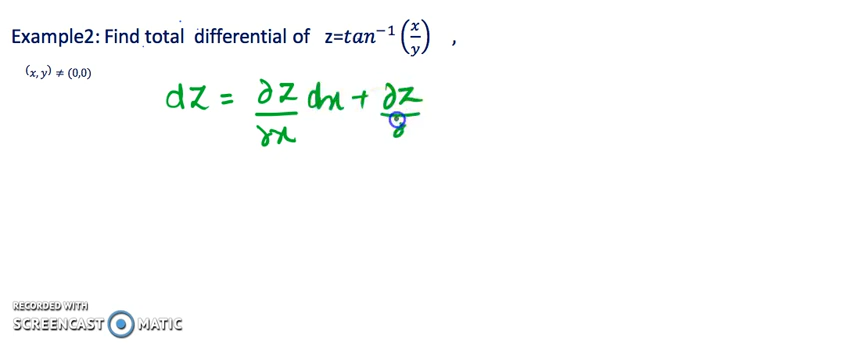 Example2: Find total differential of z=tan⁻¹(x/y) ,
(x, y) ≠ (0,0)
dz = ∂z/∂x dx + ∂z/∂
RECORDED WITH
SCREENCAST MATIC